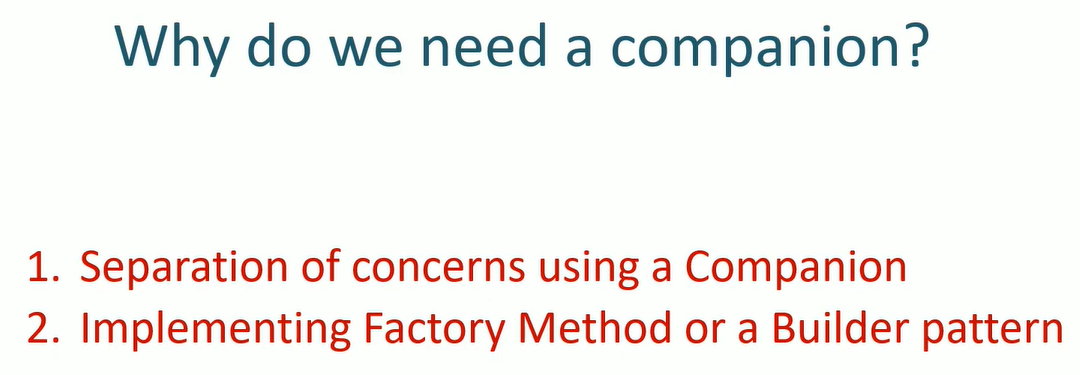 Why do we need a companion?
1. Separation of concerns using a Companion
2. Implementing Factory Method or a Builder pattern